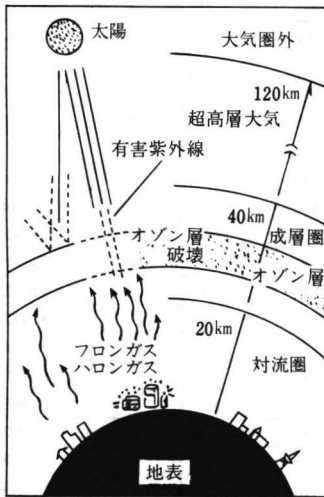 太陽
大気圏外
120km
超高層大気
有害紫外線
40km
成層圏
オゾン層
破壊
オゾン層
20km
フロンガス
ハロンガス
対流圏
地表